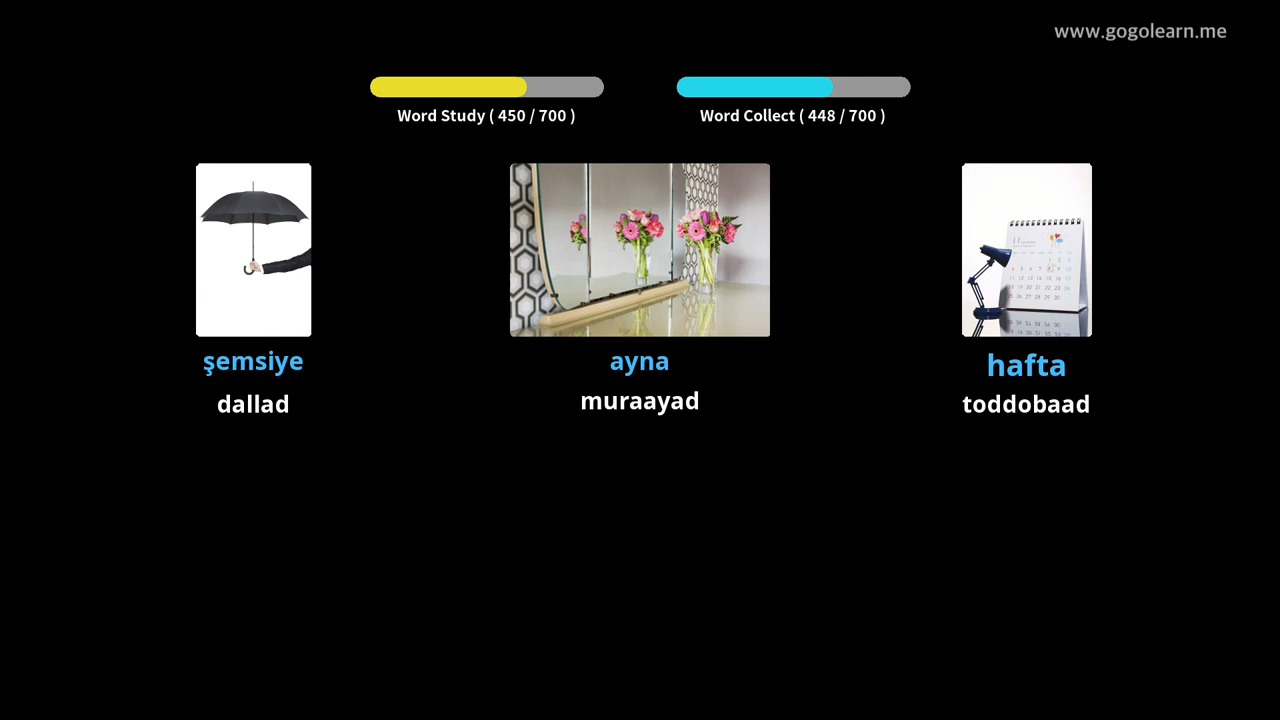 www.gogolearn.me
Word Study ( 450 / 700 )
Word Collect ( 448 / 700 )
şemsiye
dallad
ayna
muraayad
hafta
toddobaad